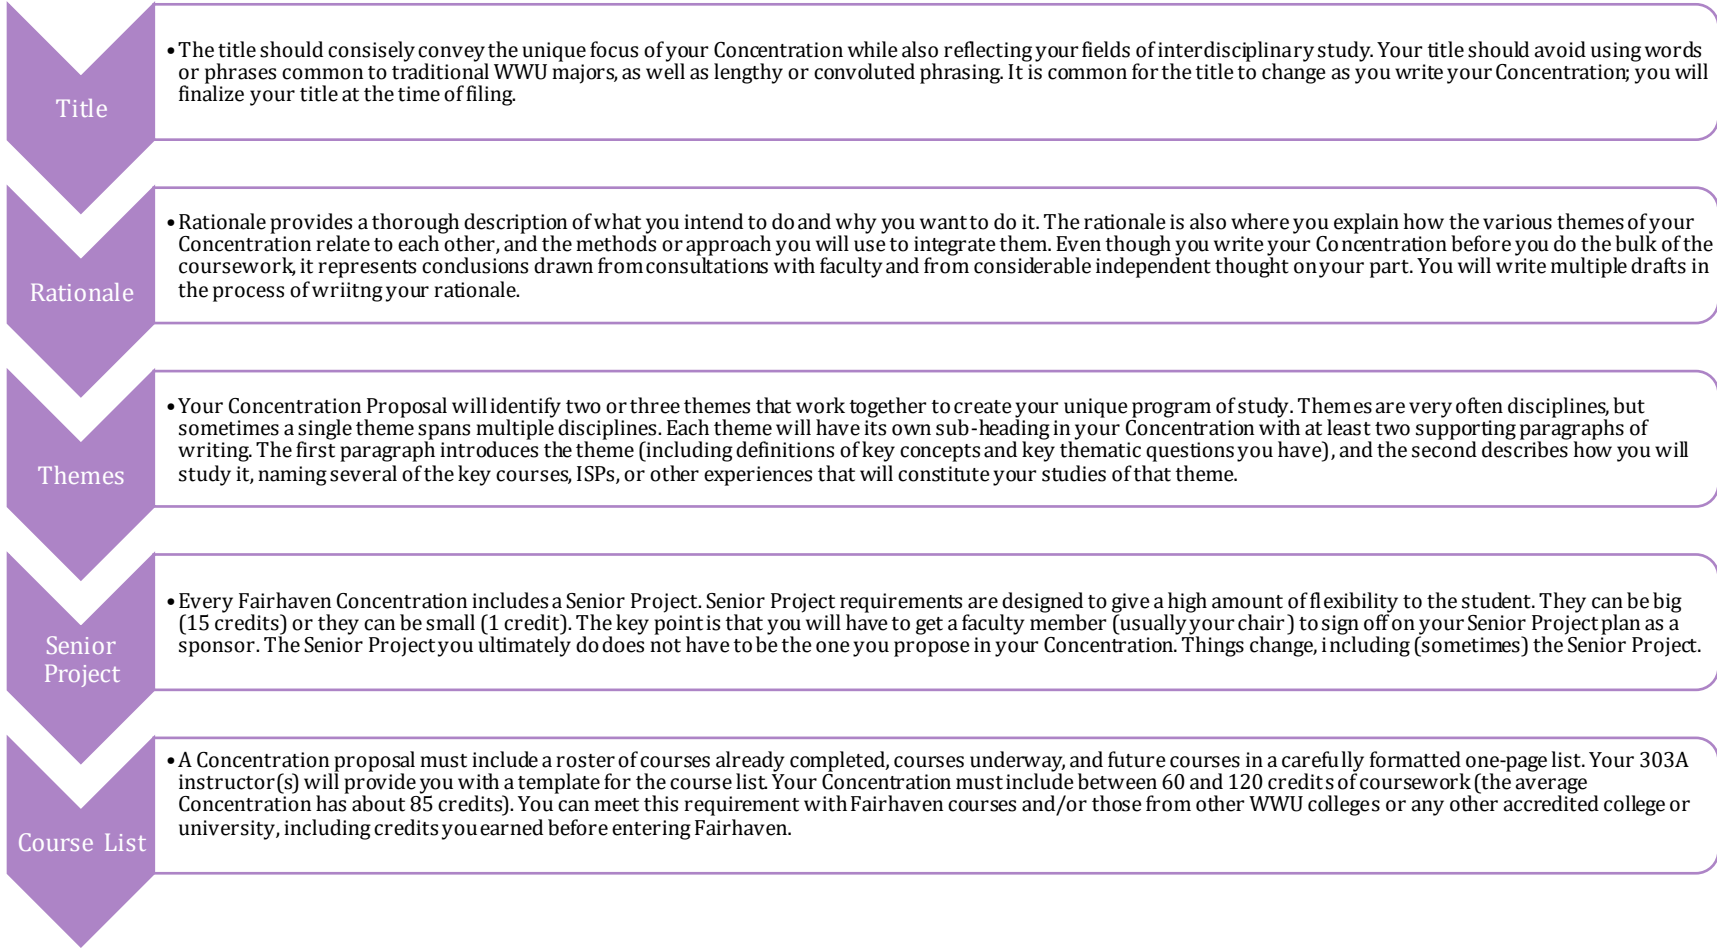 Title
•The title should consisely convey the unique focus of your Concentration while also reflecting your fields of interdisciplinary study. Your title should avoid using words
or phrases common to traditional WWU majors, as well as lengthy or convoluted phrasing. It is common for the title to change as you write your Concentration; you will
finalize your title at the time of filing.
Rationale
•Rationale provides a thorough description of what you intend to do and why you want to do it. The rationale is also where you explain how the various themes of your
Concentration relate to each other, and the methods or approach you will use to integrate them. Even though you write your Concentration before you do the bulk of the
coursework, it represents conclusions drawn from consultations with faculty and from considerable independent thought on your part. You will write multiple drafts in
the process of wriitng your rationale.
Themes
•Your Concentration Proposal will identify two or three themes that work together to create your unique program of study. Themes are very often disciplines, but
sometimes a single theme spans multiple disciplines. Each theme will have its own sub-heading in your Concentration with at least two supporting paragraphs of
writing. The first paragraph introduces the theme (including definitions of key concepts and key thematic questions you have), and the second describes how you will
study it, naming several of the key courses, ISPs, or other experiences that will constitute your studies of that theme.
Senior
Project
•Every Fairhaven Concentration includes a Senior Project. Senior Project requirements are designed to give a high amount of flexibility to the student. They can be big
(15 credits) or they can be small (1 credit). The key point is that you will have to get a faculty member (usually your chair) to sign off on your Senior Project plan as a
sponsor. The Senior Project you ultimately do does not have to be the one you propose in your Concentration. Things change, including (sometimes) the Senior Project.
Course List
•A Concentration proposal must include a roster of courses already completed, courses underway, and future courses in a carefully formatted one-page list. Your 303A
instructor(s) will provide you with a template for the course list. Your Concentration must include between 60 and 120 credits of coursework (the average
Concentration has about 85 credits). You can meet this requirement with Fairhaven courses and/or those from other WWU colleges or any other accredited college or
university, including credits you earned before entering Fairhaven.